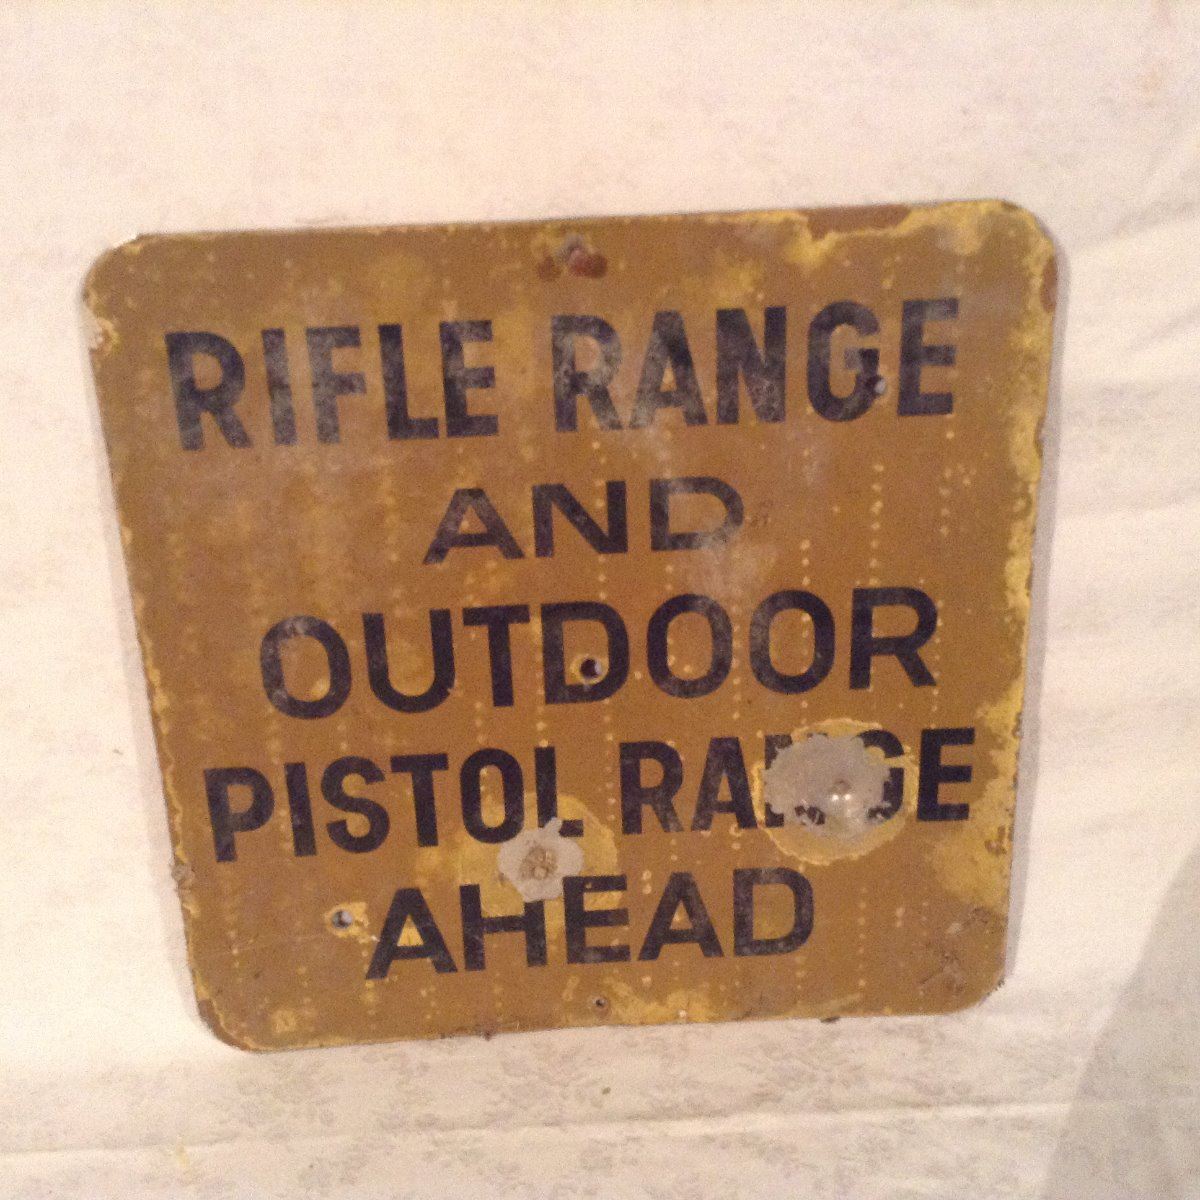 RIFLE RANGE
AND
OUTDOOR
PISTOL RANGE
AHEAD